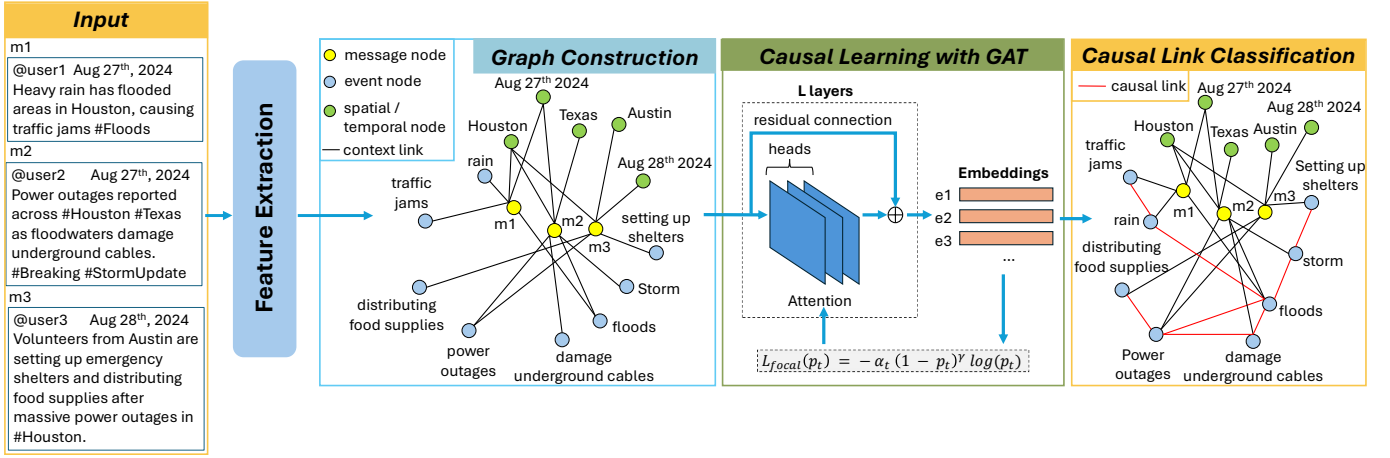 Input
m1
@user1 Aug 27th, 2024
Heavy rain has flooded
areas in Houston, causing
traffic jams #Floods
m2
@user2 Aug 27th, 2024
Power outages reported
across #Houston #Texas
as floodwaters damage
underground cables.
#Breaking #StormUpdate
m3
@user3 Aug 28th, 2024
Volunteers from Austin are
setting up emergency
shelters and distributing
food supplies after
massive power outages in
#Houston.
Feature Extraction
Graph Construction
message node
event node
spatial /
temporal node
context link
Aug 27th 2024
Texas
Austin
Houston
Aug 28th 2024
rain
traffic
jams
m1
m2
m3
setting up
shelters
Storm
distributing
food supplies
floods
power
outages
damage
underground cables
Causal Learning with GAT
L layers
residual connection
heads
Attention
Embeddings
e1
e2
e3
...
L_focal(p_t) = −α_t (1 − p_t)^γ log(p_t)
Causal Link Classification
causal link
Aug 27th 2024
Aug 28th 2024
Houston
Texas
Austin
traffic
jams
Setting up
shelters
m1
m2
m3
rain
distributing
food supplies
storm
floods
Power
outages
damage
underground cables